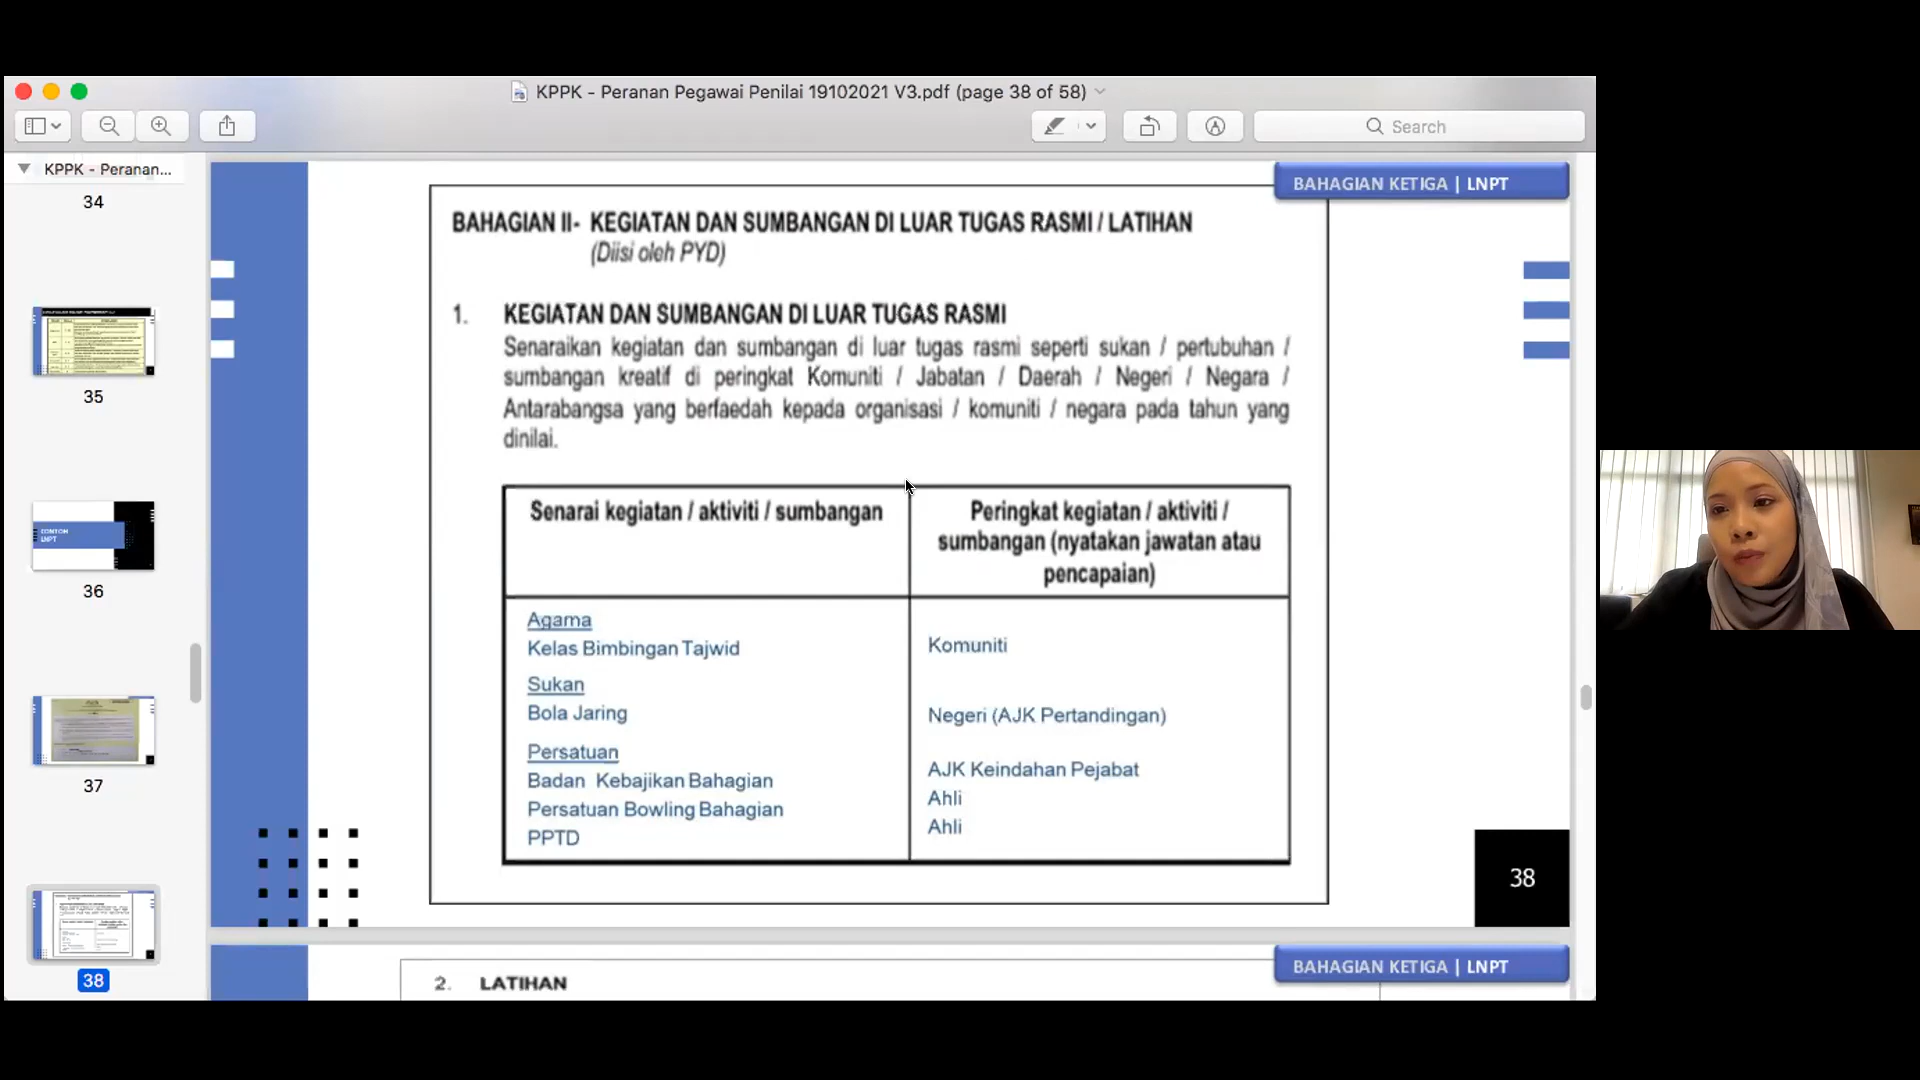 KPPK - Peranan Pegawai Penilai 19102021 V3.pdf (page 38 of 58)
Search
KPPK - Peranan...
34
35
CONTOH
LNPT
36
37
38
BAHAGIAN KETIGA | LNPT
BAHAGIAN II- KEGIATAN DAN SUMBANGAN DI LUAR TUGAS RASMI / LATIHAN
(Diisi oleh PYD)
1. KEGIATAN DAN SUMBANGAN DI LUAR TUGAS RASMI
Senaraikan kegiatan dan sumbangan di luar tugas rasmi seperti sukan / pertubuhan /
sumbangan kreatif di peringkat Komuniti / Jabatan / Daerah / Negeri / Negara /
Antarabangsa yang berfaedah kepada organisasi / komuniti / negara pada tahun yang
dinilai.
Senarai kegiatan / aktiviti / sumbangan
Peringkat kegiatan / aktiviti /
sumbangan (nyatakan jawatan atau
pencapaian)
Agama
Kelas Bimbingan Tajwid
Komuniti
Sukan
Bola Jaring
Negeri (AJK Pertandingan)
Persatuan
Badan Kebajikan Bahagian
AJK Keindahan Pejabat
Persatuan Bowling Bahagian
Ahli
PPTD
Ahli
38
BAHAGIAN KETIGA | LNPT
2. LATIHAN